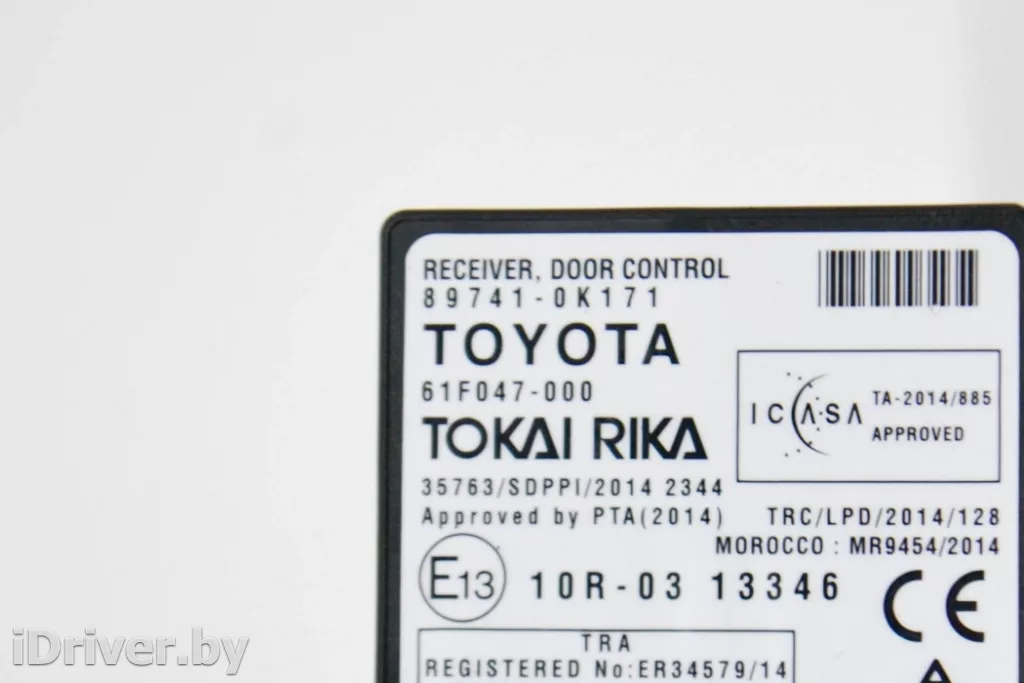 RECEIVER, DOOR CONTROL
89741-0K171
TOYOTA
61F047-000
TOKAI RIKA
ICASA
TA-2014/885
APPROVED
35763/SDPPI/2014 2344
Approved by PTA(2014)
TRC/LPD/2014/128
MOROCCO : MR9454/2014
E13
10R-03 13346
CE
TRA
REGISTERED No:ER34579/14
iDriver.by